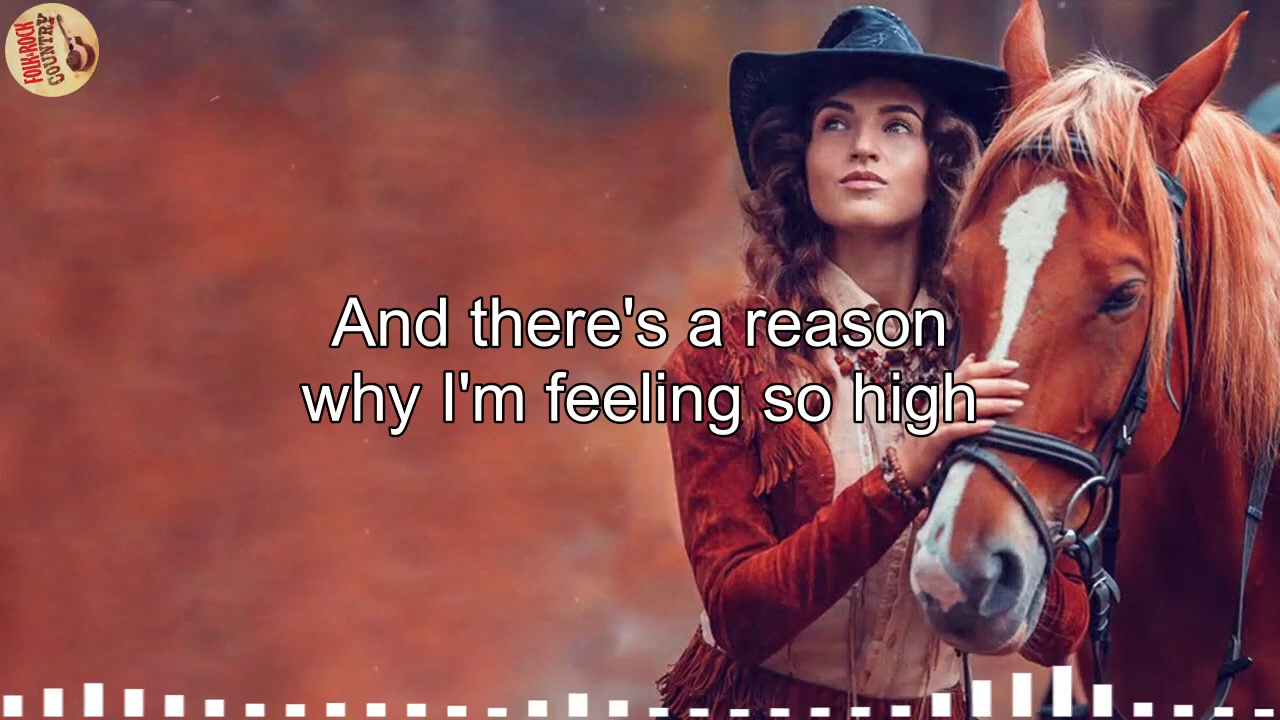 FOLK-ROCK
COUNTRY
And there's a reason
why I'm feeling so high